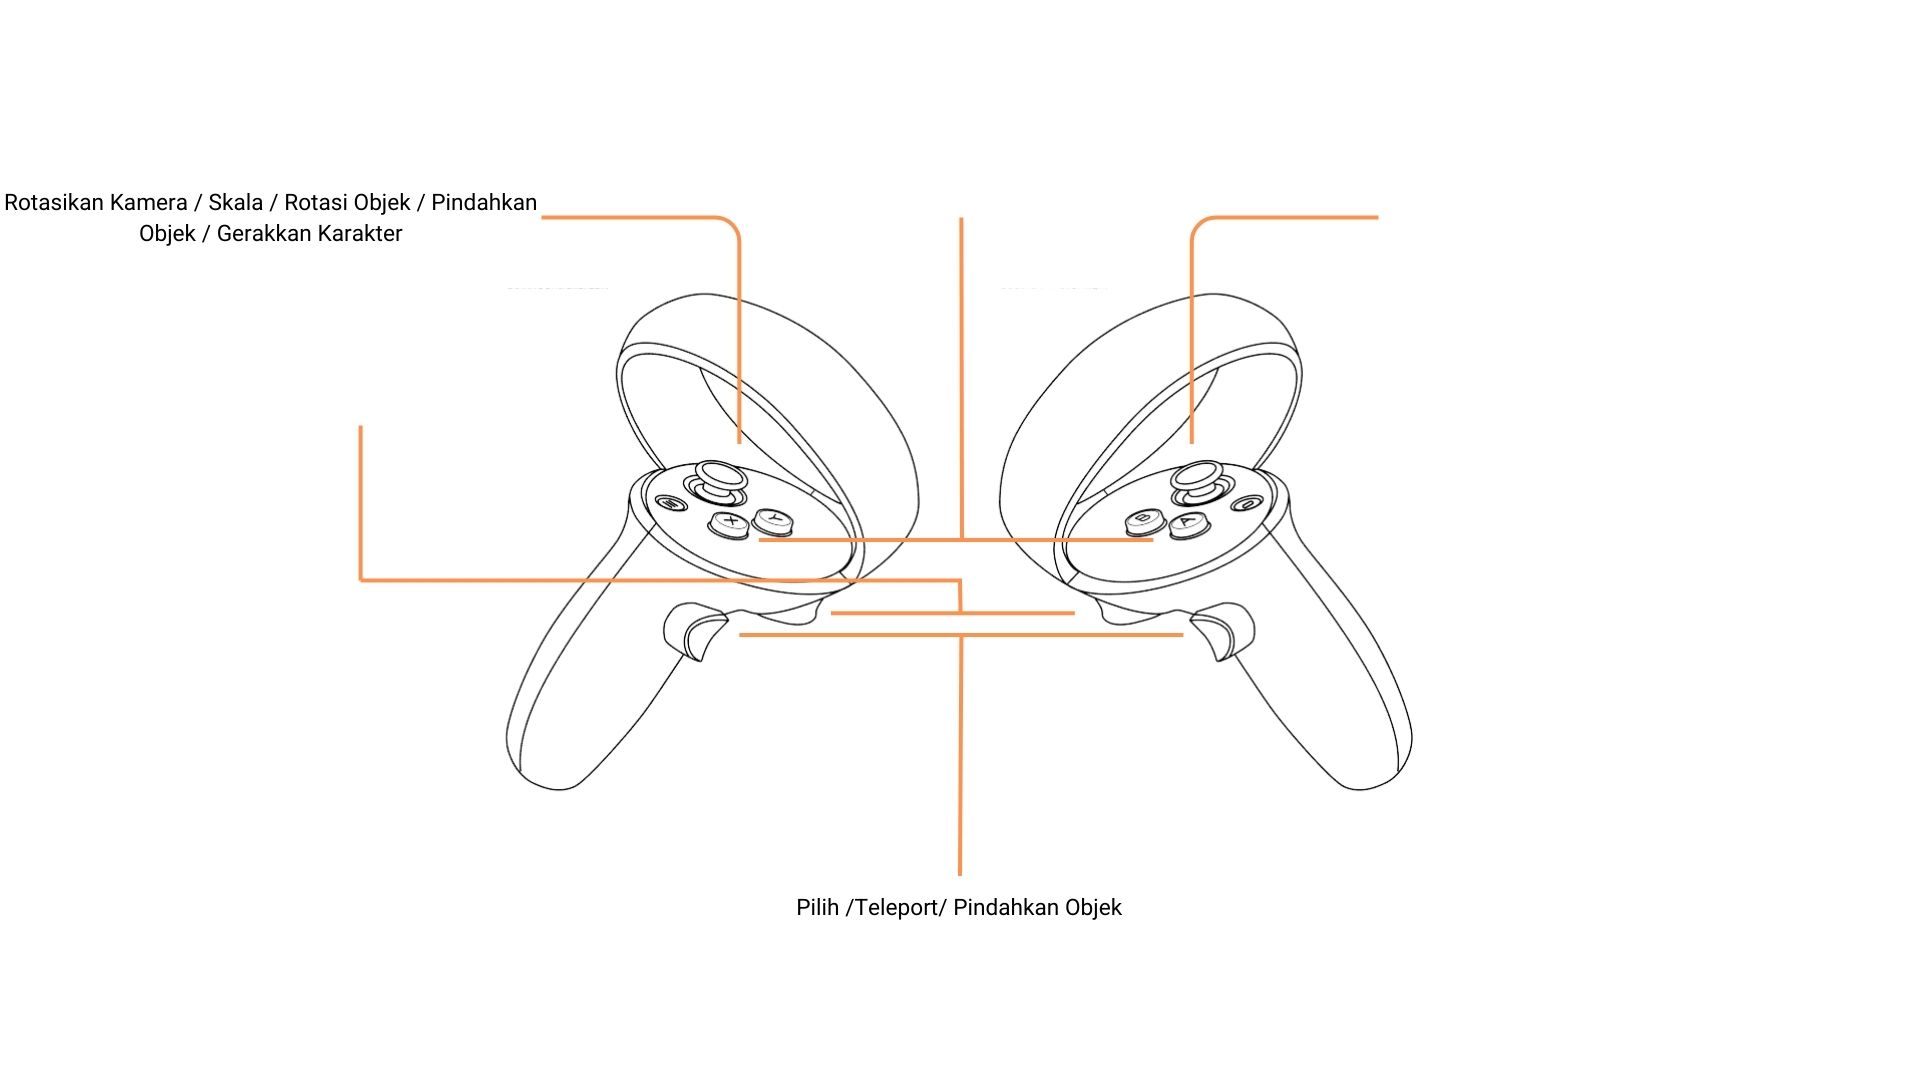 Rotasikan Kamera / Skala / Rotasi Objek / Pindahkan
Objek / Gerakkan Karakter
X
Y
B
A
Pilih /Teleport/ Pindahkan Objek